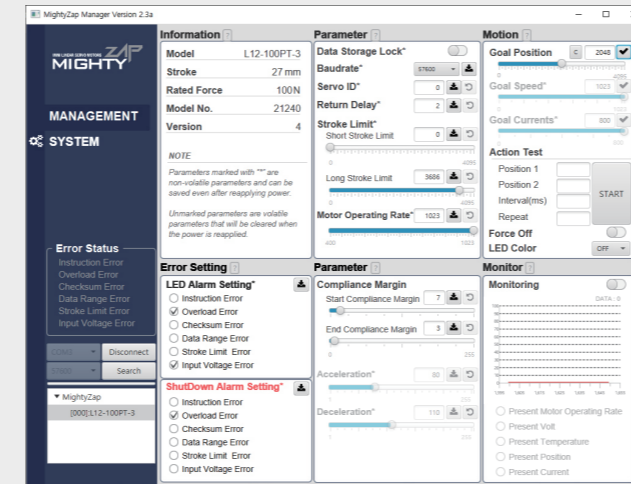 MightyZap Manager Version 2.3a
MINI LINEAR SERVO MOTORS
MIGHTY ZAP
MANAGEMENT
SYSTEM
Error Status
Instruction Error
Overload Error
Checksum Error
Data Range Error
Stroke Limit Error
Input Voltage Error
Disconnect
Search
MightyZap
[000]:L12-100PT-3
Information ?
Model L12-100PT-3
Stroke 27 mm
Rated Force 100N
Model No. 21240
Version 4
NOTE
Parameters marked with "*" are
non-volatile parameters and can be
saved even after reapplying power.
Unmarked parameters are volatile
parameters that will be cleared when
the power is reapplied.
Parameter ?
Data Storage Lock*
Baudrate* 57600
Servo ID* 0
Return Delay* 2
Stroke Limit*
Short Stroke Limit 0
0 4095
Long Stroke Limit 3686
0 4095
Motor Operating Rate* 1023
400 1023
Motion ?
Goal Position C 2048
0 4095
Goal Speed* 1023
0 1023
Goal Currents* 800
0 800
Action Test
Position 1
Position 2
Interval(ms)
Repeat
START
Force Off
LED Color OFF
Error Setting ?
LED Alarm Setting*
Instruction Error
Overload Error
Checksum Error
Data Range Error
Stroke Limit Error
Input Voltage Error
ShutDown Alarm Setting*
Instruction Error
Overload Error
Checksum Error
Data Range Error
Stroke Limit Error
Input Voltage Error
Parameter ?
Compliance Margin
Start Compliance Margin 7
End Compliance Margin 3
0 255
Acceleration* 80
1 255
Deceleration* 110
1 255
Monitor ?
Monitoring
DATA : 0
Present Motor Operating Rate
Present Volt
Present Temperature
Present Position
Present Current